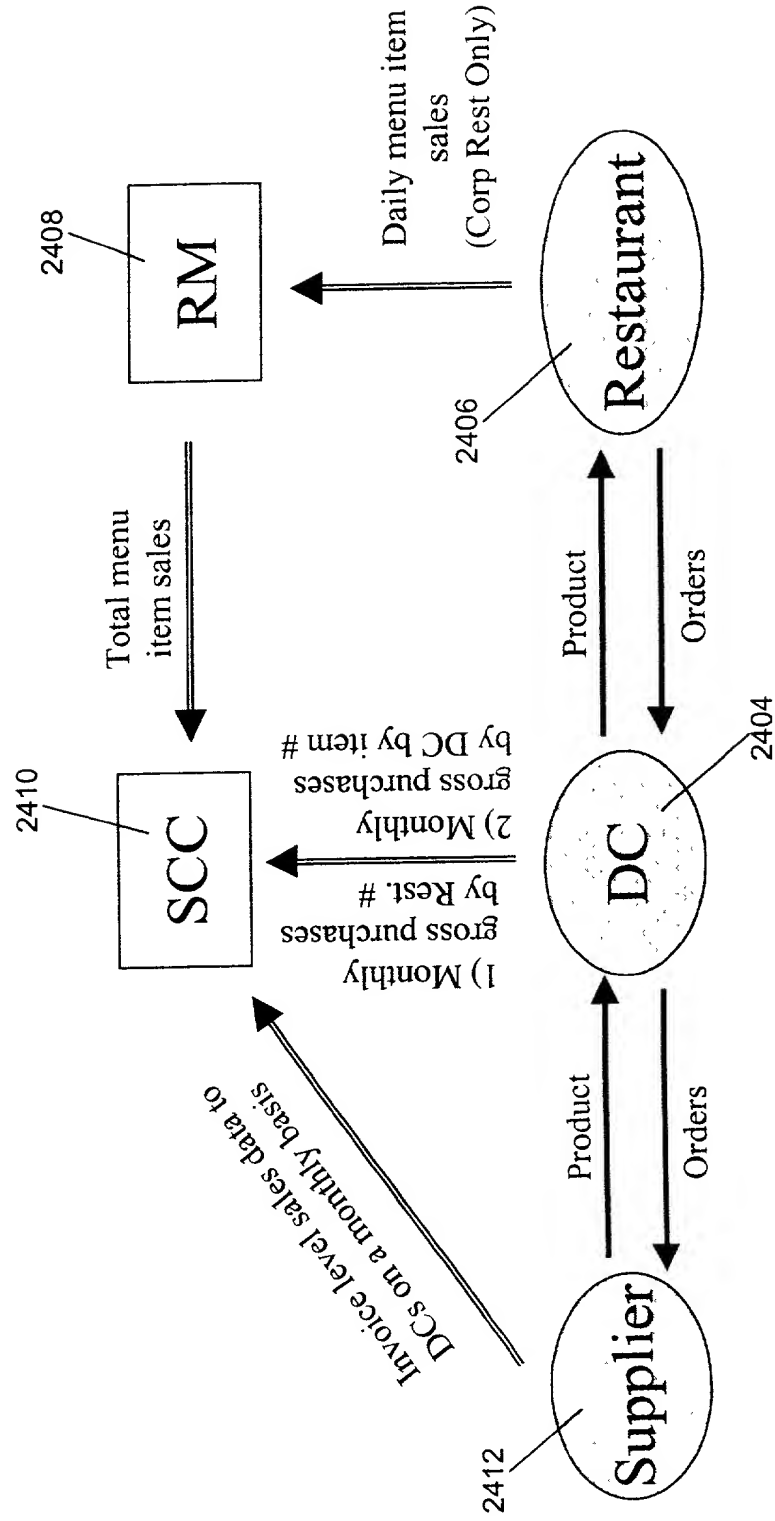 2410
SCC
Total menu
item sales
2408
RM
Invoice level sales data to
DCs on a monthly basis
1) Monthly
gross purchases
by Rest. #
2) Monthly
gross purchases
by DC by item #
Daily menu item
sales
(Corp Rest Only)
2412
Supplier
Product
Orders
DC
2404
Product
Orders
2406
Restaurant